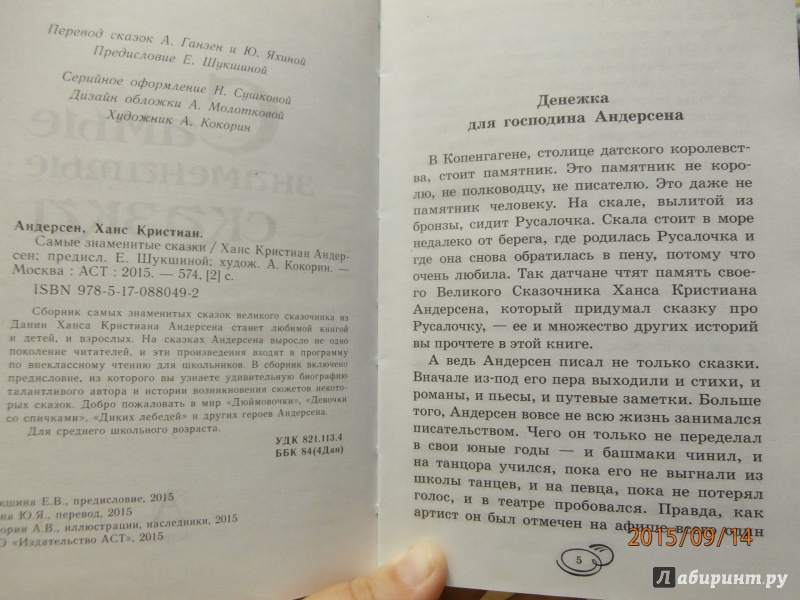 Перевод сказок А. Ганзен и Ю. Яхиной
Предисловие Е. Шукшиной
Серийное оформление Н. Сушковой
Дизайн обложки А. Молотковой
Художник А. Кокорин
Андерсен, Ханс Кристиан.
Самые знаменитые сказки / Ханс Кристиан Андер-
сен; предисл. Е. Шукшиной; худож. А. Кокорин. —
Москва : АСТ : 2015. — 574, [2] с.
ISBN 978-5-17-088049-2
Сборник самых знаменитых сказок великого сказочника из
Дании Ханса Кристиана Андерсена станет любимой книгой
и детей, и взрослых. На сказках Андерсена выросло не одно
поколение читателей, и эти произведения входят в программу
по внеклассному чтению для школьников. В сборник включено
предисловие, из которого вы узнаете удивительную биографию
талантливого автора и истории возникновения сюжетов некото-
рых сказок. Добро пожаловать в мир «Дюймовочки», «Девочки
со спичками», «Диких лебедей» и других героев Андерсена.
Для среднего школьного возраста.
УДК 821.113.4
ББК 84(4Дан)
кшина Е.В., предисловие, 2015
на Ю.Я., перевод, 2015
орин А.В., иллюстрации, наследники, 2015
О «Издательство АСТ», 2015
Денежка
для господина Андерсена
В Копенгагене, столице датского королевст-
ва, стоит памятник. Это памятник не коро-
лю, не полководцу, не писателю. Это даже не
памятник человеку. На скале, вылитой из
бронзы, сидит Русалочка. Скала стоит в море
недалеко от берега, где родилась Русалочка и
где она снова обратилась в пену, потому что
очень любила. Так датчане чтят память свое-
го Великого Сказочника Ханса Кристиана
Андерсена, который придумал сказку про
Русалочку, — ее и множество других историй
вы прочтете в этой книге.
А ведь Андерсен писал не только сказки.
Вначале из-под его пера выходили и стихи, и
романы, и пьесы, и путевые заметки. Больше
того, Андерсен вовсе не всю жизнь занимался
писательством. Чего он только не переделал
в свои юные годы — и башмаки чинил, и
на танцора учился, пока его не выгнали из
школы танцев, и на певца, пока не потерял
голос, и в театре пробовался. Правда, как
артист он был отмечен на афише всего один
5
2015/09/14
Лабиринт.ру